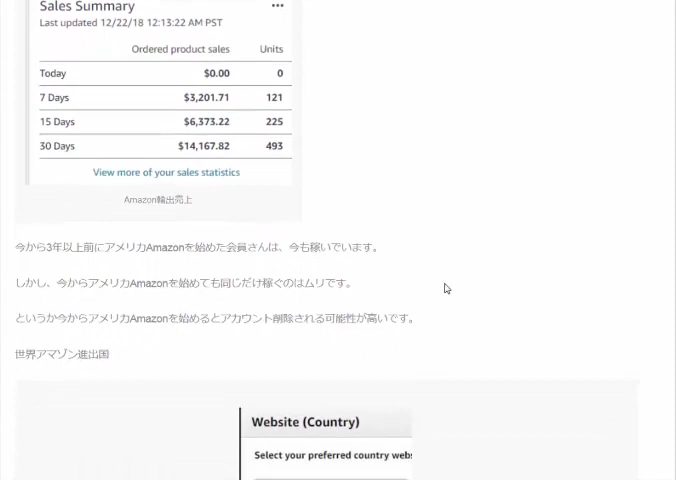 Sales Summary ...
Last updated 12/22/18 12:13:22 AM PST
Ordered product sales Units
Today $0.00 0
7 Days $3,201.71 121
15 Days $6,373.22 225
30 Days $14,167.82 493
View more of your sales statistics
Amazon輸出売上
今から3年以上前にアメリカAmazonを始めた会員さんは、今も稼いでいます。
しかし、今からアメリカAmazonを始めても同じだけ稼ぐのはムリです。
というか今からアメリカAmazonを始めるとアカウント削除される可能性が高いです。
世界アマゾン進出国
Website (Country)
Select your preferred country webs